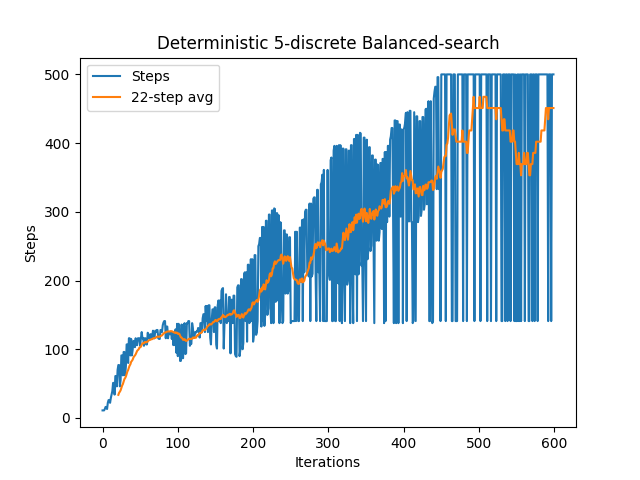 Deterministic 5-discrete Balanced-search
Steps
22-step avg
500
400
300
200
100
0
Steps
0 100 200 300 400 500 600
Iterations